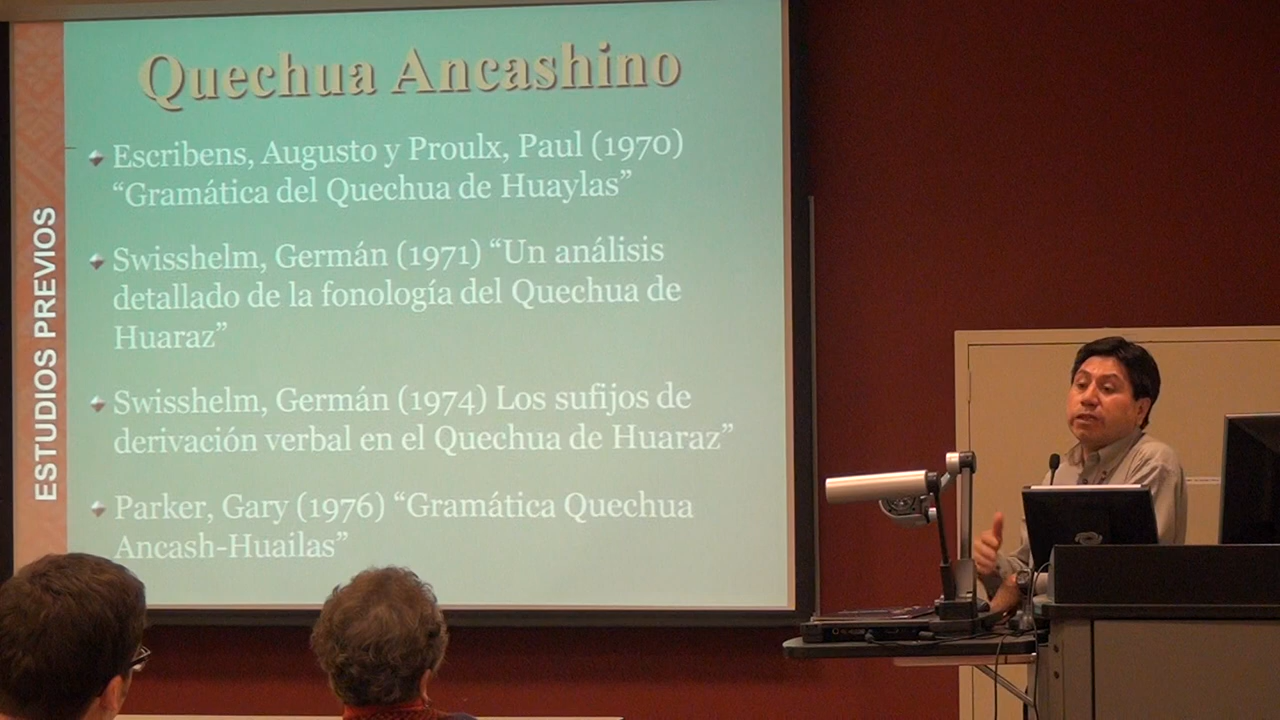 Quechua Ancashino
Escribens, Augusto y Proulx, Paul (1970)
“Gramática del Quechua de Huaylas”
Swisshelm, Germán (1971) “Un análisis
detallado de la fonología del Quechua de
Huaraz”
Swisshelm, Germán (1974) Los sufijos de
derivación verbal en el Quechua de Huaraz”
Parker, Gary (1976) “Gramática Quechua
Ancash-Huailas”
ESTUDIOS PREVIOS